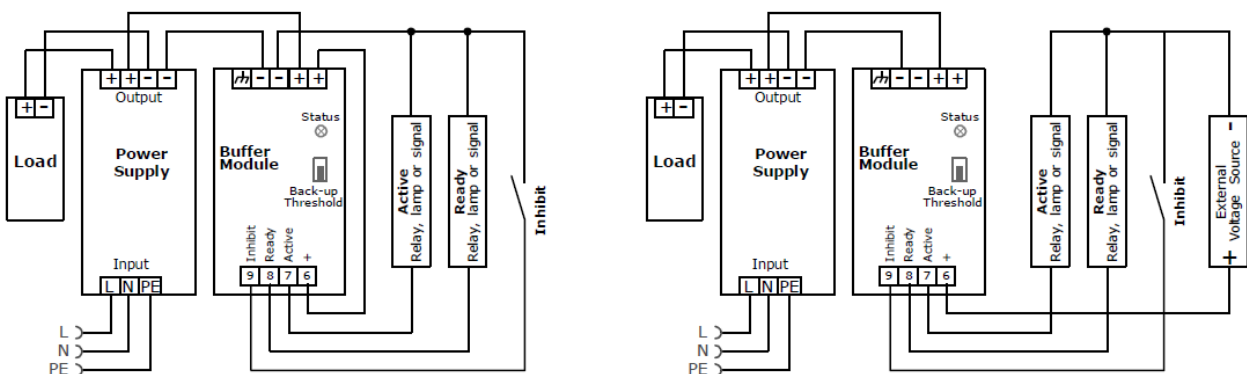 + + - -
Output
+ -
Load
Power
Supply
Input
L N PE
L
N
PE
- - + +
Status
Buffer
Module
Back-up
Threshold
Inhibit
Ready
Active
+
9 8 7 6
Active
Relay, lamp or signal
Ready
Relay, lamp or signal
Inhibit
+ + - -
Output
+ -
Load
Power
Supply
Input
L N PE
L
N
PE
- - + +
Status
Buffer
Module
Back-up
Threshold
Inhibit
Ready
Active
+
9 8 7 6
Active
Relay, lamp or signal
Ready
Relay, lamp or signal
Inhibit
External
+ Voltage Source -